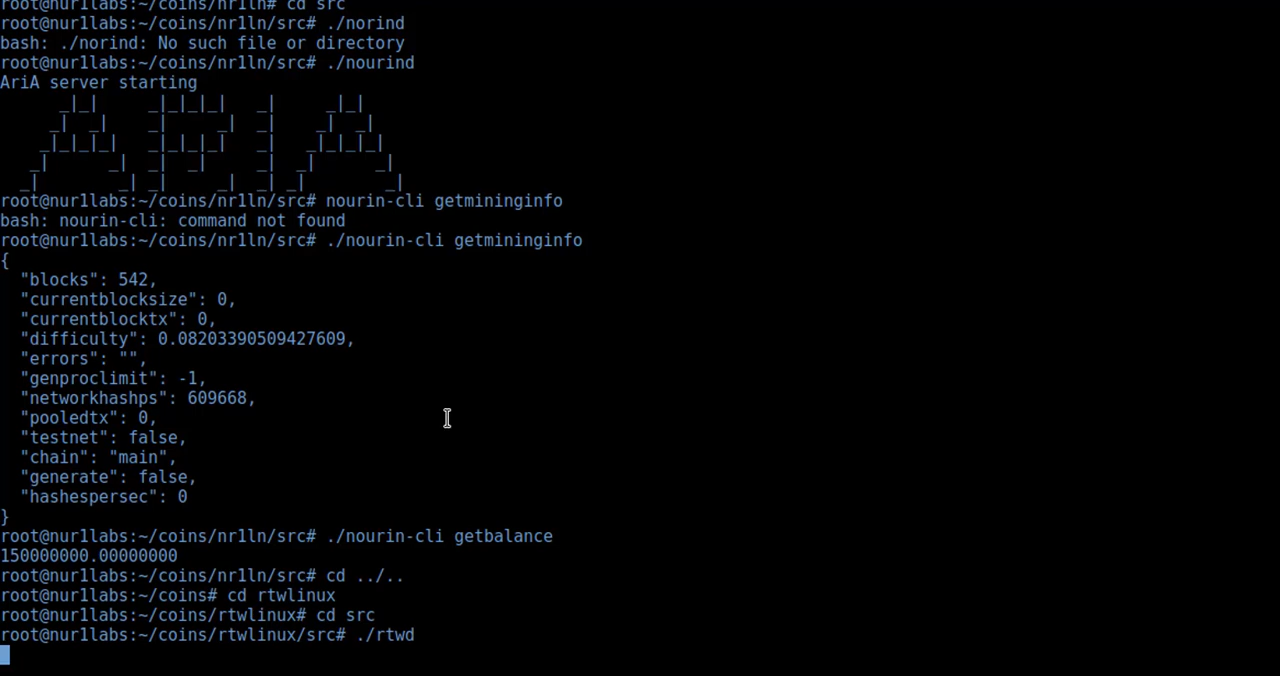 root@nur1labs:~/coins/nr1ln# cd src
root@nur1labs:~/coins/nr1ln/src# ./norind
bash: ./norind: No such file or directory
root@nur1labs:~/coins/nr1ln/src# ./nourind
AriA server starting
       _|_|     _|_|_|_|   _|     _|_|
     _|  _|    _|     _|  _|    _|  _|
    _|_|_|_|   _|_|_|_|   _|   _|_|_|_|
   _|      _|  _|  _|     _|  _|      _|
  _|        _| _|     _|  _| _|        _|
root@nur1labs:~/coins/nr1ln/src# nourin-cli getmininginfo
bash: nourin-cli: command not found
root@nur1labs:~/coins/nr1ln/src# ./nourin-cli getmininginfo
{
  "blocks": 542,
  "currentblocksize": 0,
  "currentblocktx": 0,
  "difficulty": 0.08203390509427609,
  "errors": "",
  "genproclimit": -1,
  "networkhashps": 609668,
  "pooledtx": 0,
  "testnet": false,
  "chain": "main",
  "generate": false,
  "hashespersec": 0
}
root@nur1labs:~/coins/nr1ln/src# ./nourin-cli getbalance
150000000.00000000
root@nur1labs:~/coins/nr1ln/src# cd ../..
root@nur1labs:~/coins# cd rtwlinux
root@nur1labs:~/coins/rtwlinux# cd src
root@nur1labs:~/coins/rtwlinux/src# ./rtwd